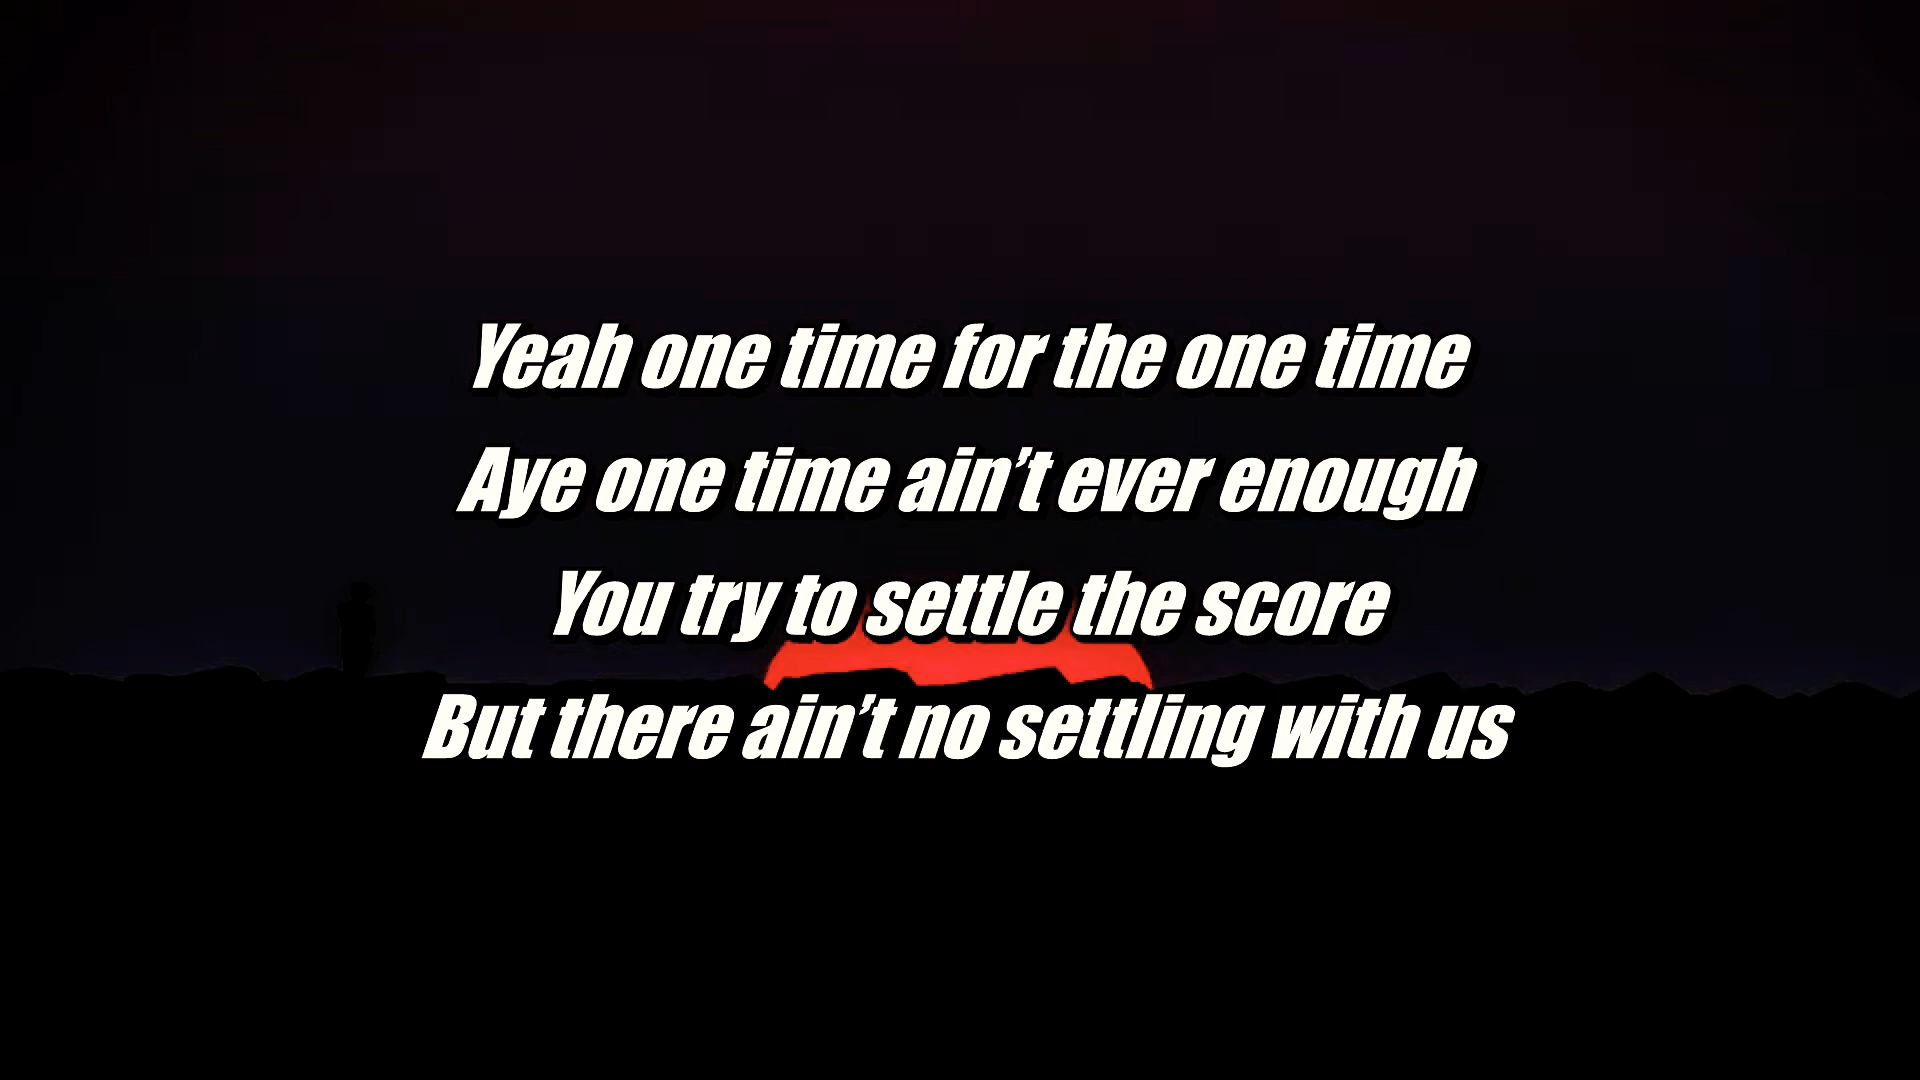 Yeah one time for the one time
Aye one time ain’t ever enough
You try to settle the score
But there ain’t no settling with us